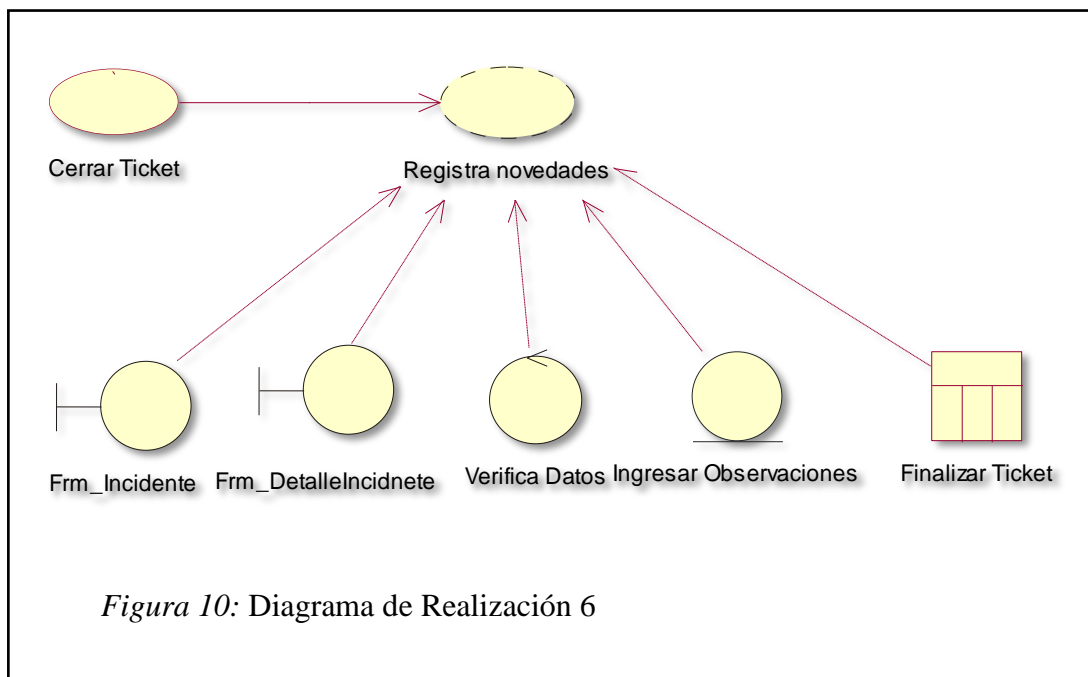 Cerrar Ticket
Registra novedades
Frm_Incidente
Frm_DetalleIncidnete
Verifica Datos
Ingresar Observaciones
Finalizar Ticket
Figura 10: Diagrama de Realización 6